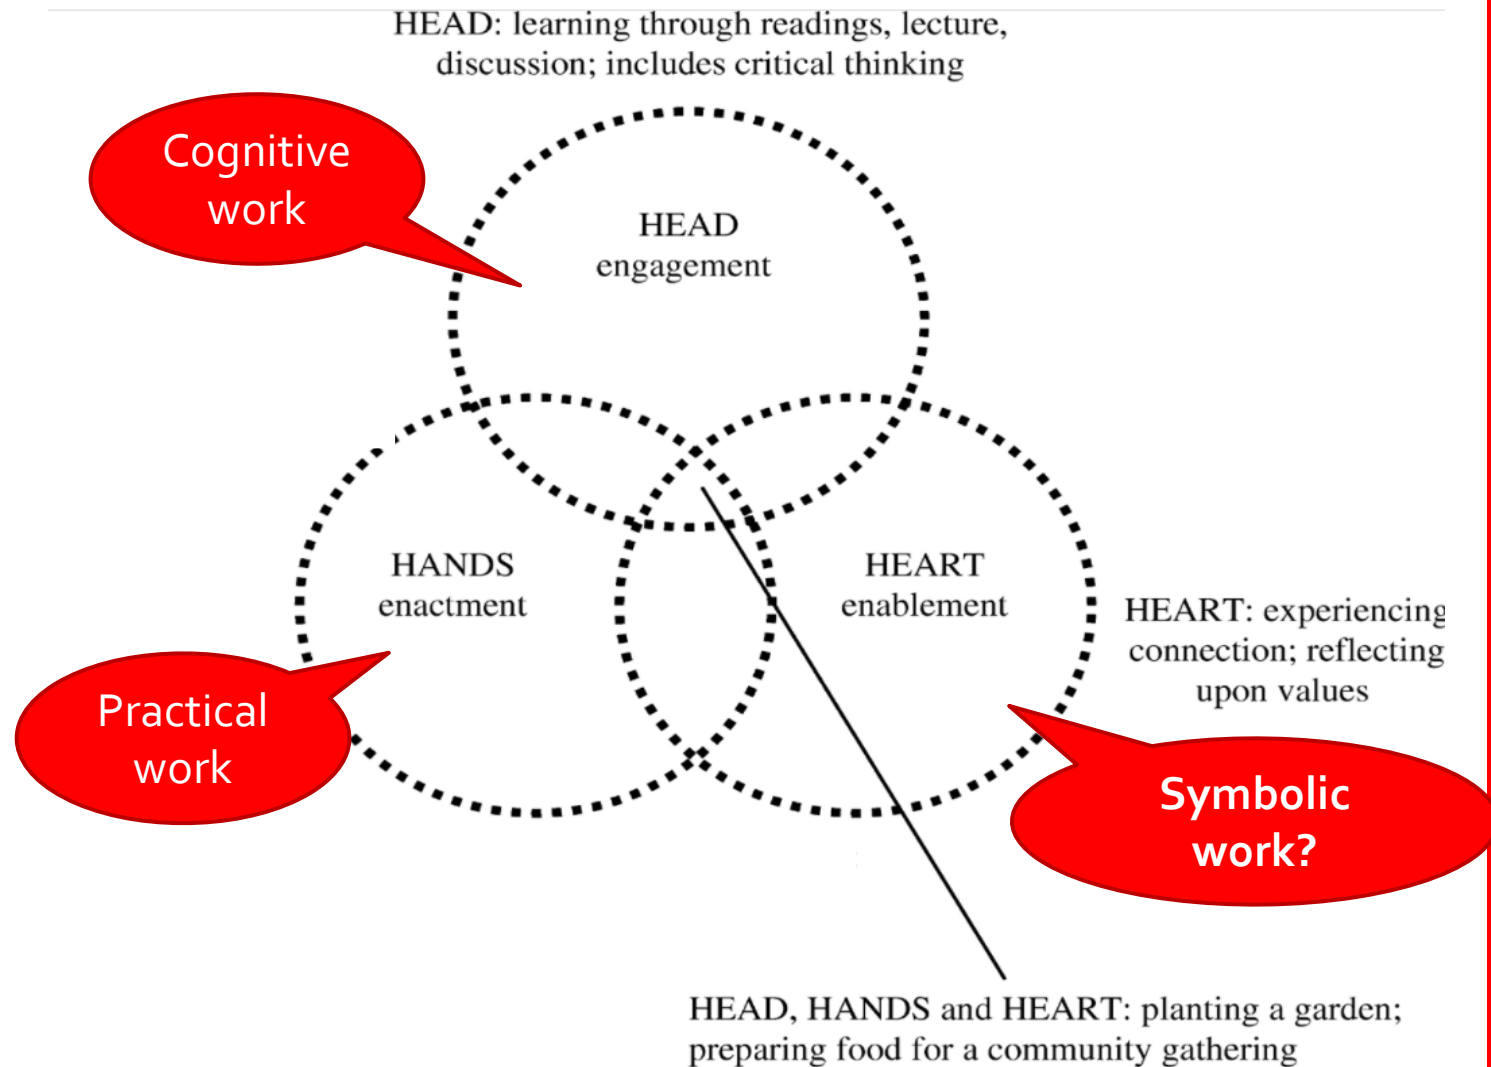 HEAD: learning through readings, lecture,
discussion; includes critical thinking
Cognitive
work
HEAD
engagement
HANDS
enactment
HEART
enablement
HEART: experiencing
connection; reflecting
upon values
Practical
work
Symbolic
work?
HEAD, HANDS and HEART: planting a garden;
preparing food for a community gathering